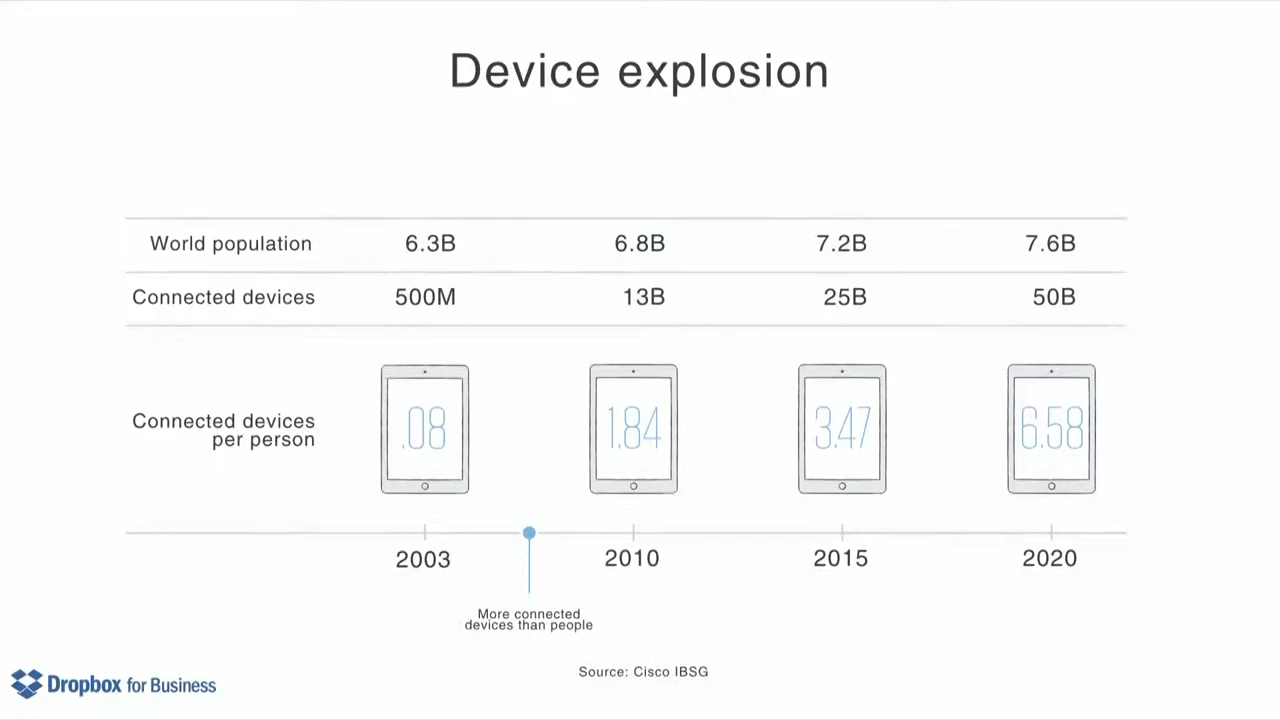 Device explosion
World population 6.3B 6.8B 7.2B 7.6B
Connected devices 500M 13B 25B 50B
Connected devices
per person
.08 1.84 3.47 6.58
2003 2010 2015 2020
More connected
devices than people
Source: Cisco IBSG
Dropbox for Business